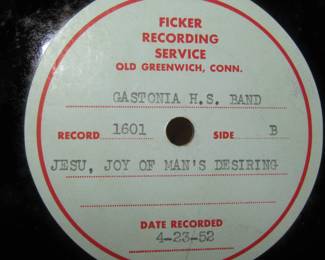 FICKER
RECORDING
SERVICE
OLD GREENWICH, CONN.
GASTONIA H.S. BAND
RECORD 1601 SIDE B
JESU, JOY OF MAN'S DESIRING
DATE RECORDED
4-23-52